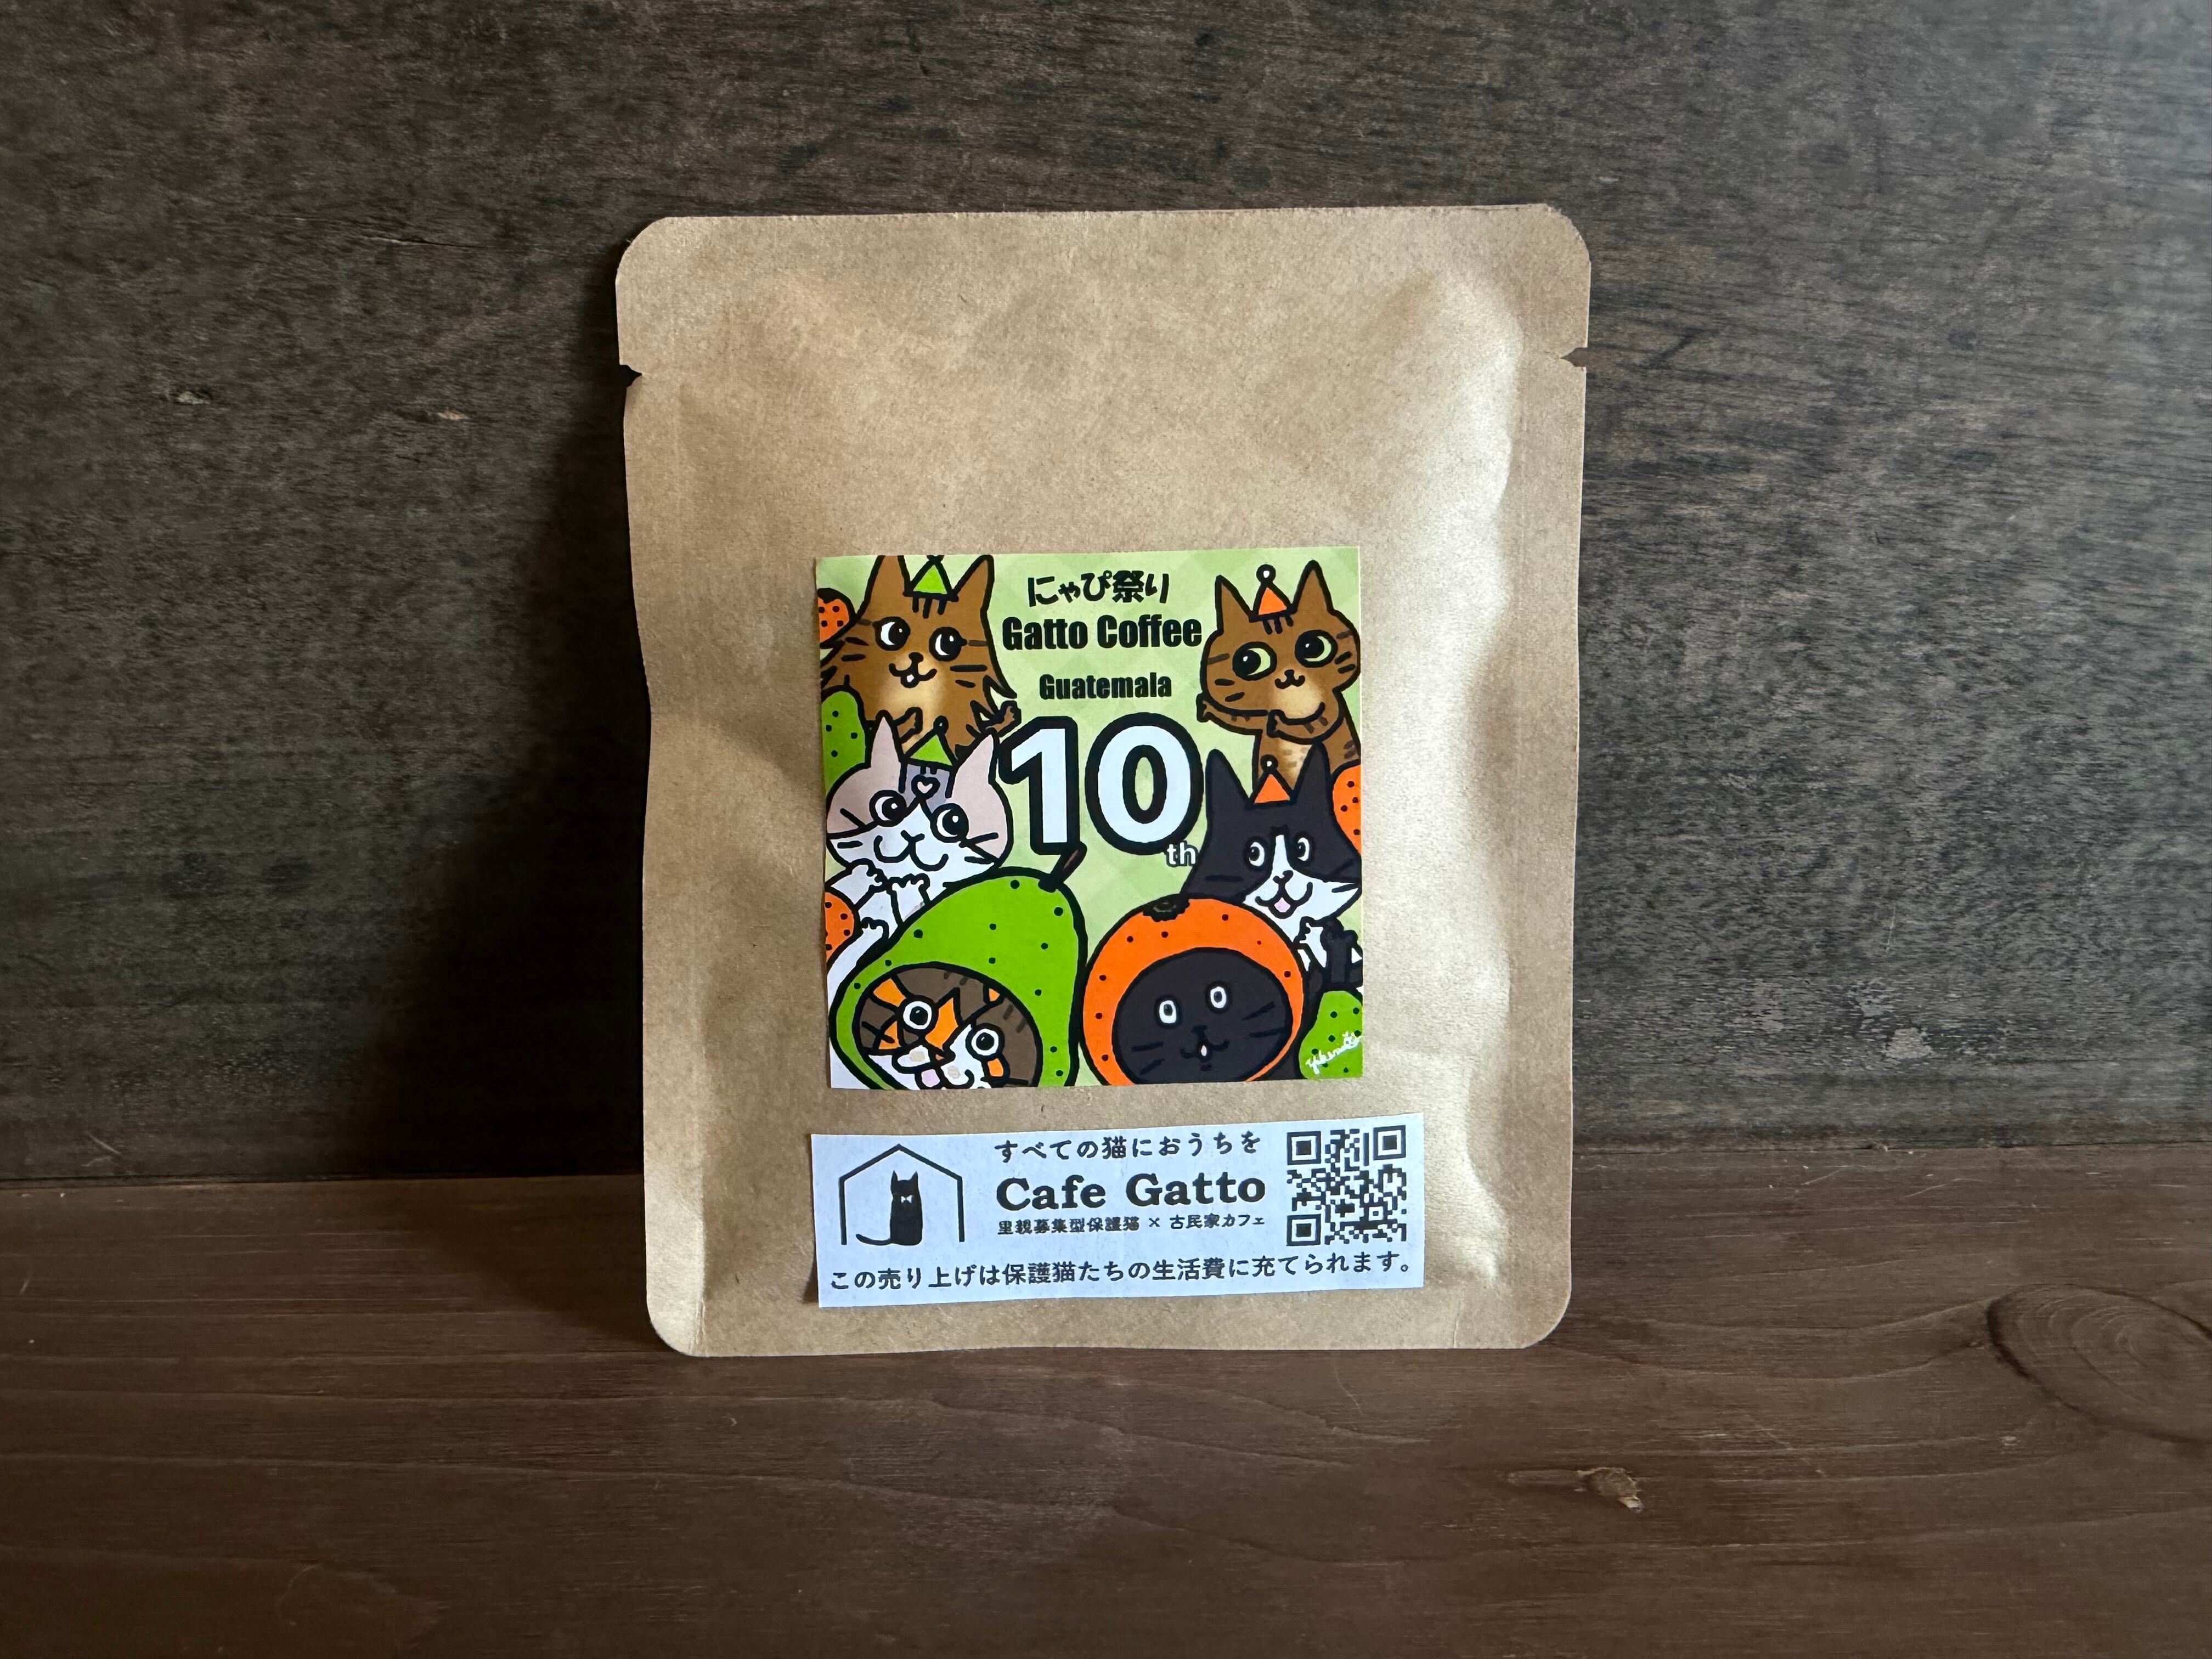 にゃぴ祭り
Gatto Coffee
Guatemala
10th
すべての猫におうちを
Cafe Gatto
里親募集型保護猫 × 古民家カフェ
この売り上げは保護猫たちの生活費に充てられます。